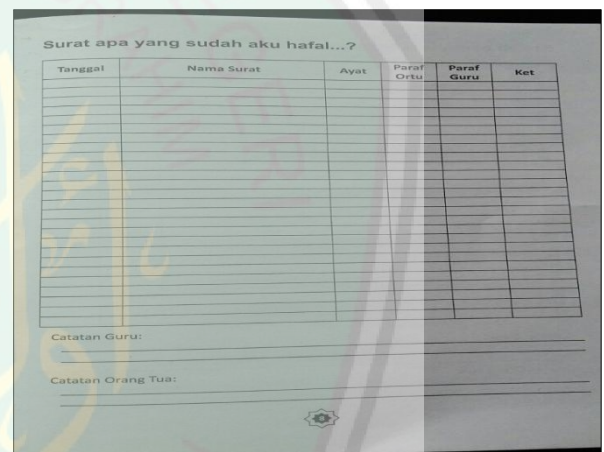 Surat apa yang sudah aku hafal...?
Tanggal Nama Surat Ayat Paraf Ortu Paraf Guru Ket
Catatan Guru:
Catatan Orang Tua: